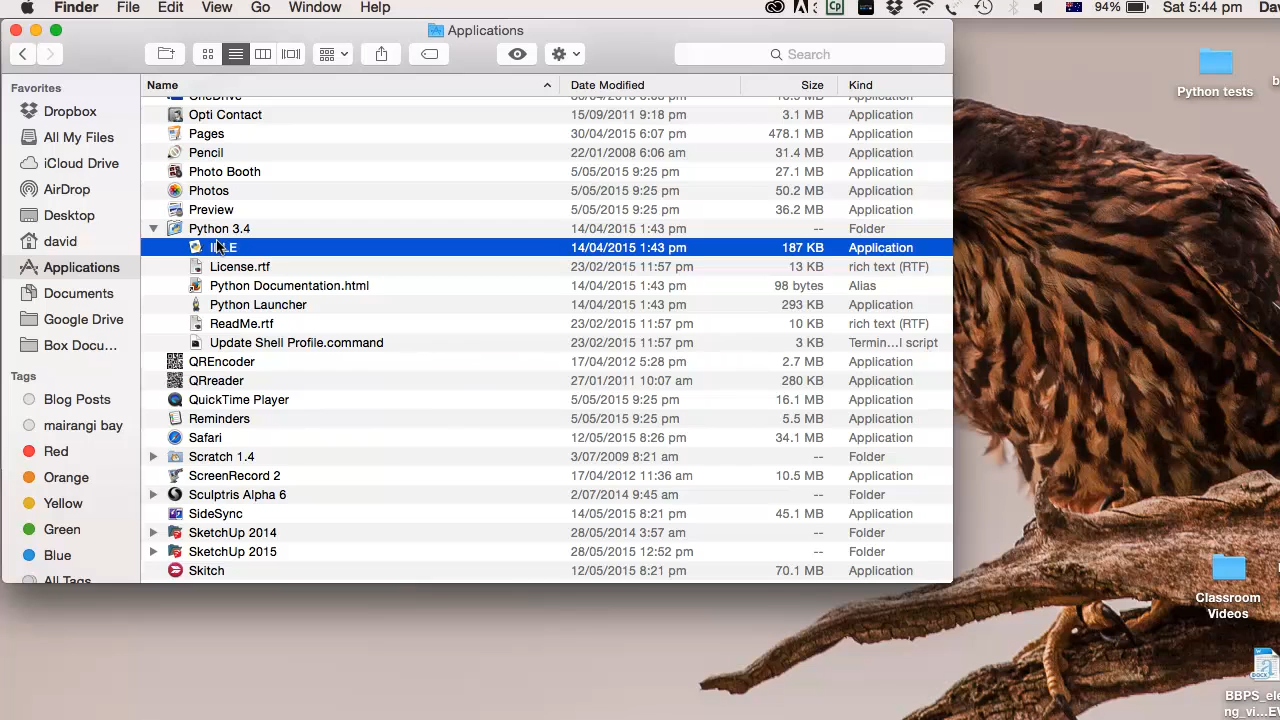 Finder File Edit View Go Window Help 94% Sat 5:44 pm Dav
Applications
Search
Favorites
Dropbox
All My Files
iCloud Drive
AirDrop
Desktop
david
Applications
Documents
Google Drive
Box Docu...
Tags
Blog Posts
mairangi bay
Red
Orange
Yellow
Green
Blue
All Tags
Name Date Modified Size Kind
OneDrive
Opti Contact 15/09/2011 9:18 pm 3.1 MB Application
Pages 30/04/2015 6:07 pm 478.1 MB Application
Pencil 22/01/2008 6:06 am 31.4 MB Application
Photo Booth 5/05/2015 9:25 pm 27.1 MB Application
Photos 5/05/2015 9:25 pm 50.2 MB Application
Preview 5/05/2015 9:25 pm 36.2 MB Application
Python 3.4 14/04/2015 1:43 pm -- Folder
IDLE 14/04/2015 1:43 pm 187 KB Application
License.rtf 23/02/2015 11:57 pm 13 KB rich text (RTF)
Python Documentation.html 14/04/2015 1:43 pm 98 bytes Alias
Python Launcher 14/04/2015 1:43 pm 293 KB Application
ReadMe.rtf 23/02/2015 11:57 pm 10 KB rich text (RTF)
Update Shell Profile.command 23/02/2015 11:57 pm 3 KB Termin...l script
QREncoder 17/04/2012 5:28 pm 2.7 MB Application
QRreader 27/01/2011 10:07 am 280 KB Application
QuickTime Player 5/05/2015 9:25 pm 16.1 MB Application
Reminders 5/05/2015 9:25 pm 5.5 MB Application
Safari 12/05/2015 8:26 pm 34.1 MB Application
Scratch 1.4 3/07/2009 8:21 am -- Folder
ScreenRecord 2 17/04/2012 11:36 am 10.5 MB Application
Sculptris Alpha 6 2/07/2014 9:45 am -- Folder
SideSync 14/05/2015 8:21 pm 45.1 MB Application
SketchUp 2014 28/05/2014 3:57 am -- Folder
SketchUp 2015 28/05/2015 12:52 pm -- Folder
Skitch 12/05/2015 8:21 pm 70.1 MB Application
Python tests
Classroom
Videos
DOCX
BBPS_ele
ng_vi...EV